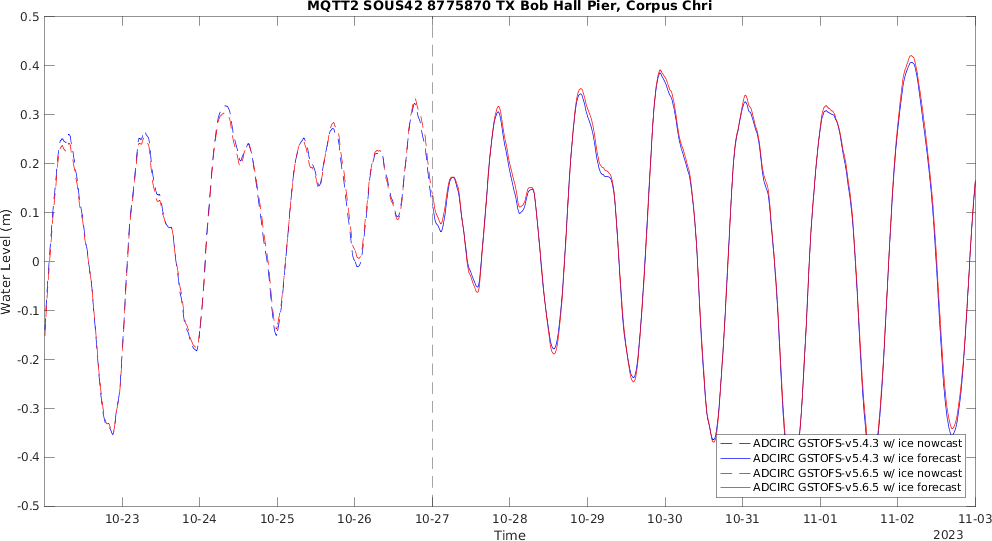 MQTT2 SOUS42 8775870 TX Bob Hall Pier, Corpus Chri
0.5
0.4
0.3
0.2
0.1
0
-0.1
-0.2
-0.3
-0.4
-0.5
Water Level (m)
ADCIRC GSTOFS-v5.4.3 w/ ice nowcast
ADCIRC GSTOFS-v5.4.3 w/ ice forecast
ADCIRC GSTOFS-v5.6.5 w/ ice nowcast
ADCIRC GSTOFS-v5.6.5 w/ ice forecast
10-23 10-24 10-25 10-26 10-27 10-28 10-29 10-30 10-31 11-01 11-02 11-03
Time
2023